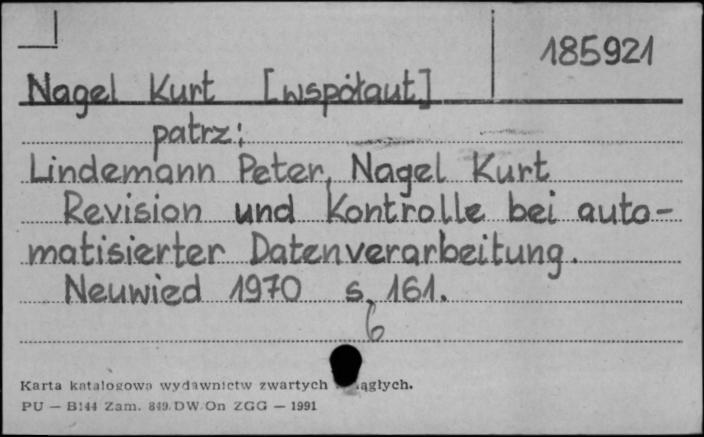 185921
Nagel Kurt [współaut]
patrz:
Lindemann Peter, Nagel Kurt
Revision und Kontrolle bei auto-
matisierter Datenverarbeitung.
Neuwied 1970 s. 161.
6
Karta katalogowa wydawnictw zwartych ągłych.
PU — B144 Zam. 849/DW/On ZGG — 1991